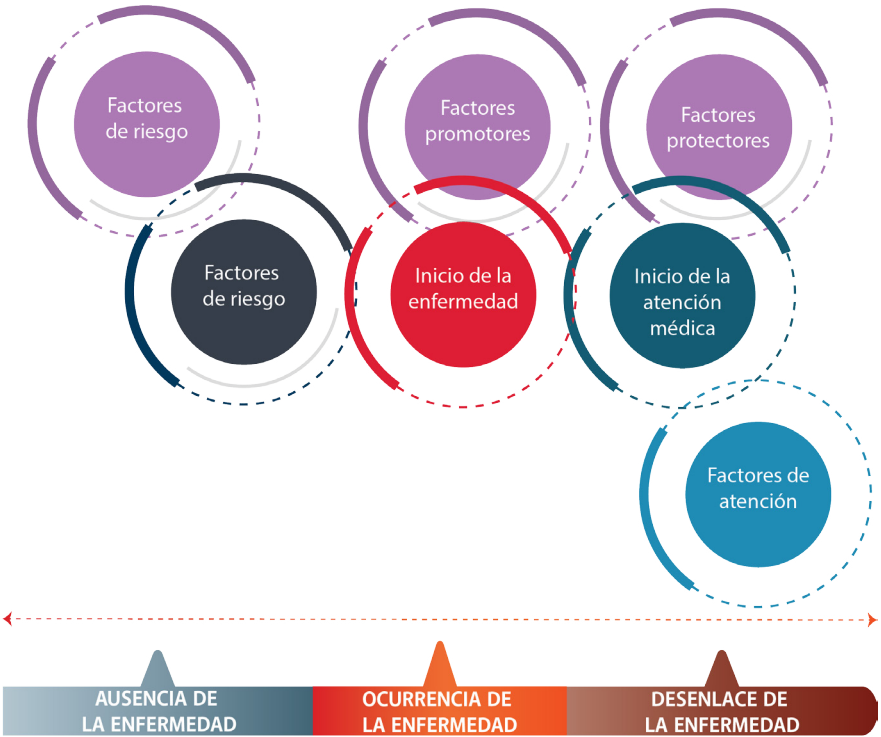 Factores
de riesgo
Factores
promotores
Factores
protectores
Factores
de riesgo
Inicio de la
enfermedad
Inicio de la
atención
médica
Factores de
atención
AUSENCIA DE
LA ENFERMEDAD
OCURRENCIA DE
LA ENFERMEDAD
DESENLACE DE
LA ENFERMEDAD